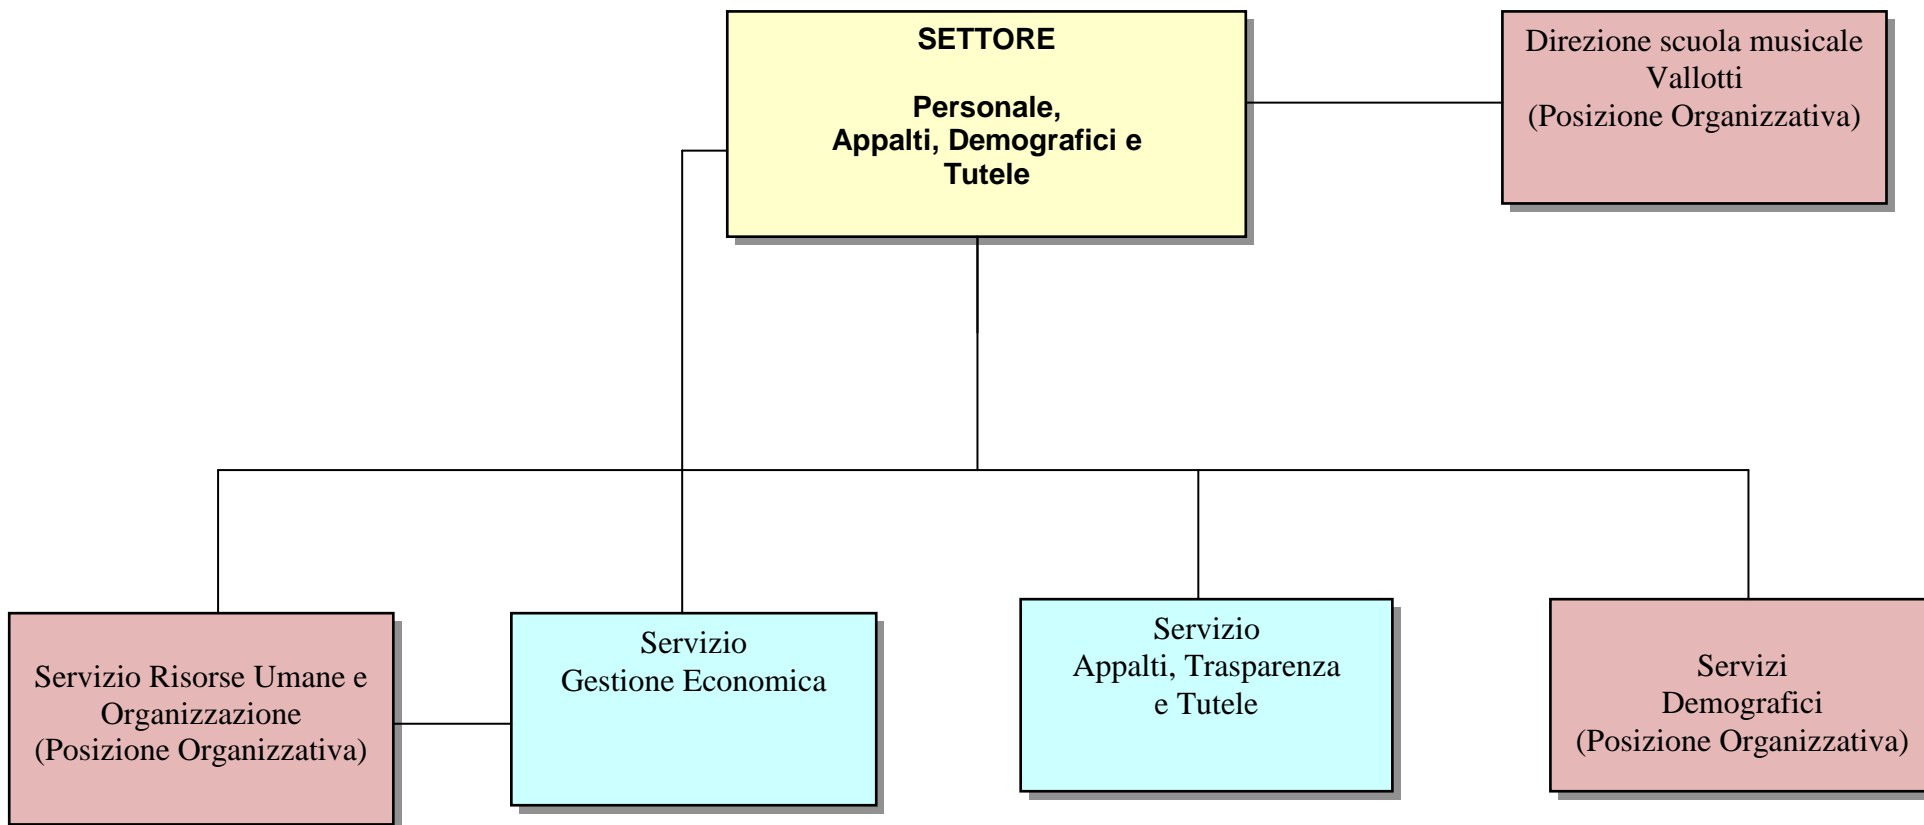 SETTORE
Personale,
Appalti, Demografici e
Tutele
Direzione scuola musicale
Vallotti
(Posizione Organizzativa)
Servizio Risorse Umane e
Organizzazione
(Posizione Organizzativa)
Servizio
Gestione Economica
Servizio
Appalti, Trasparenza
e Tutele
Servizi
Demografici
(Posizione Organizzativa)